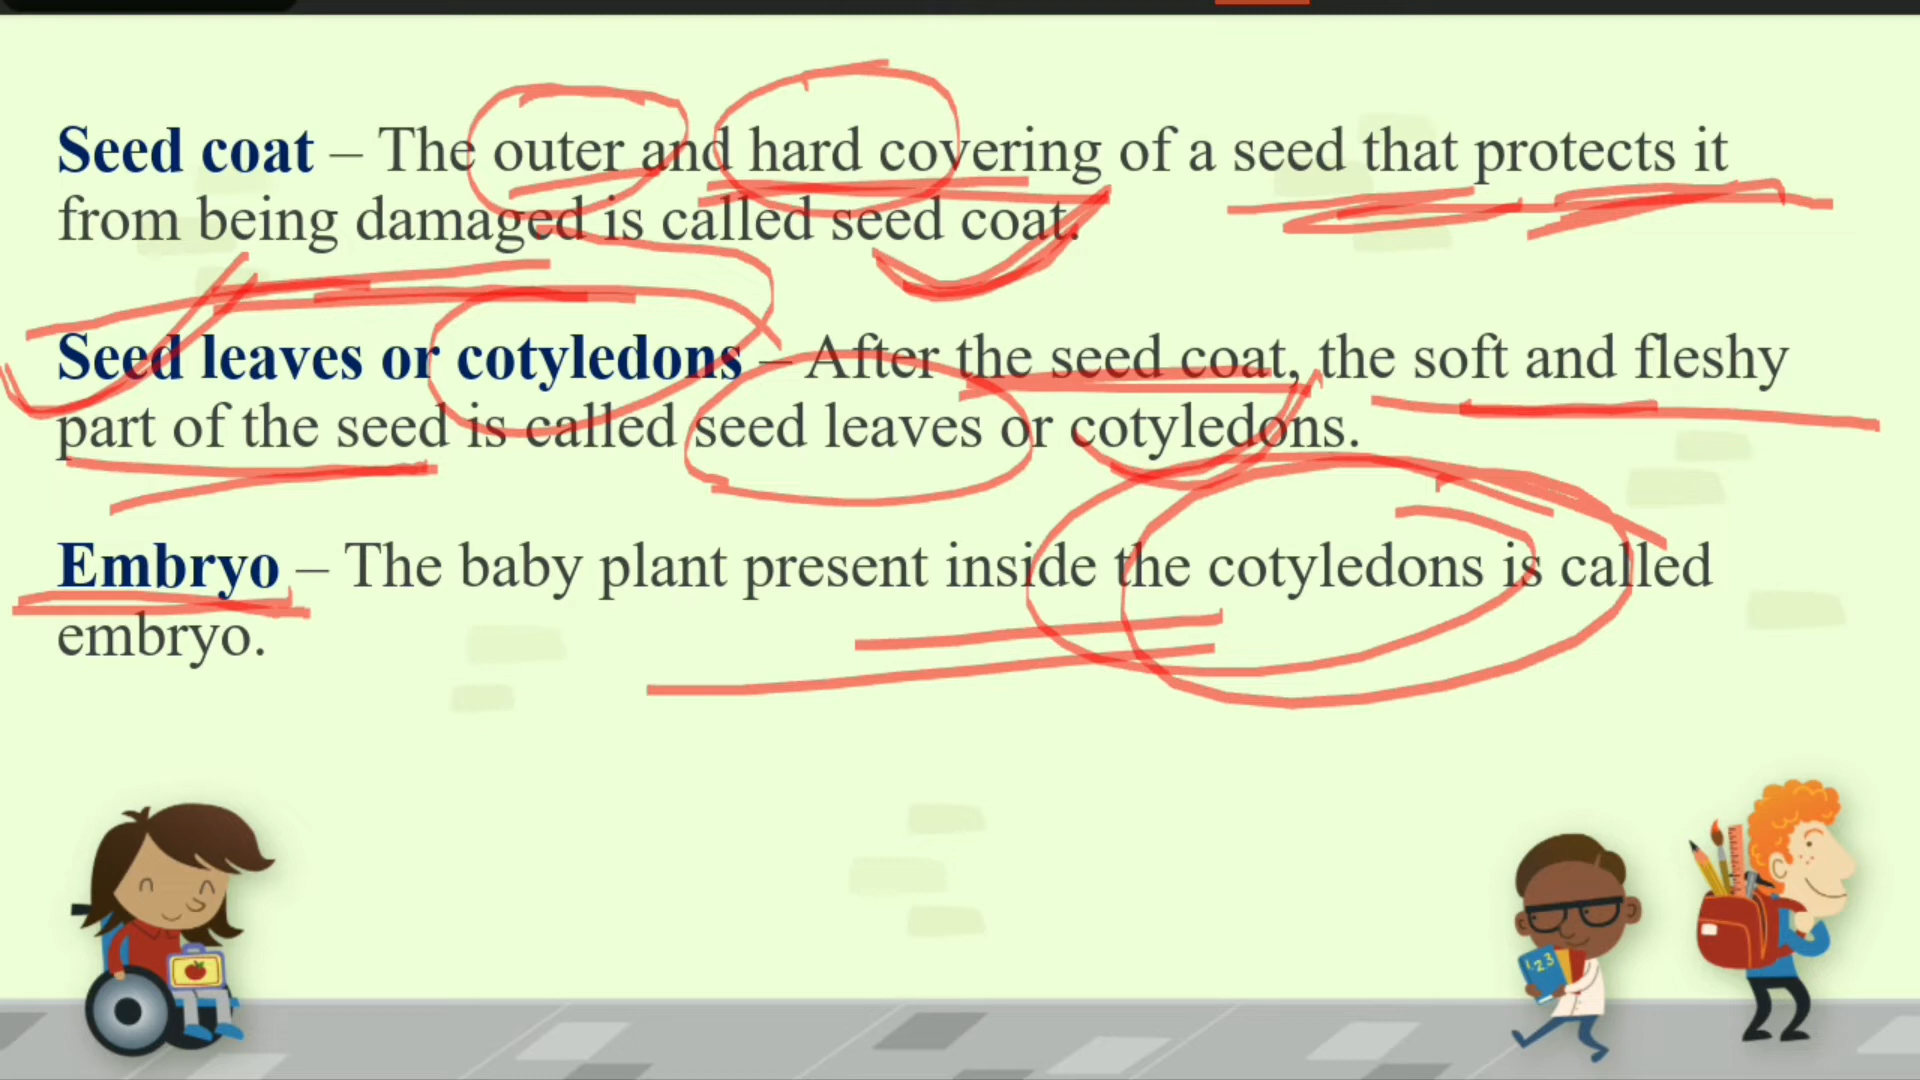 Seed coat – The outer and hard covering of a seed that protects it
from being damaged is called seed coat.
Seed leaves or cotyledons – After the seed coat, the soft and fleshy
part of the seed is called seed leaves or cotyledons.
Embryo – The baby plant present inside the cotyledons is called
embryo.
123